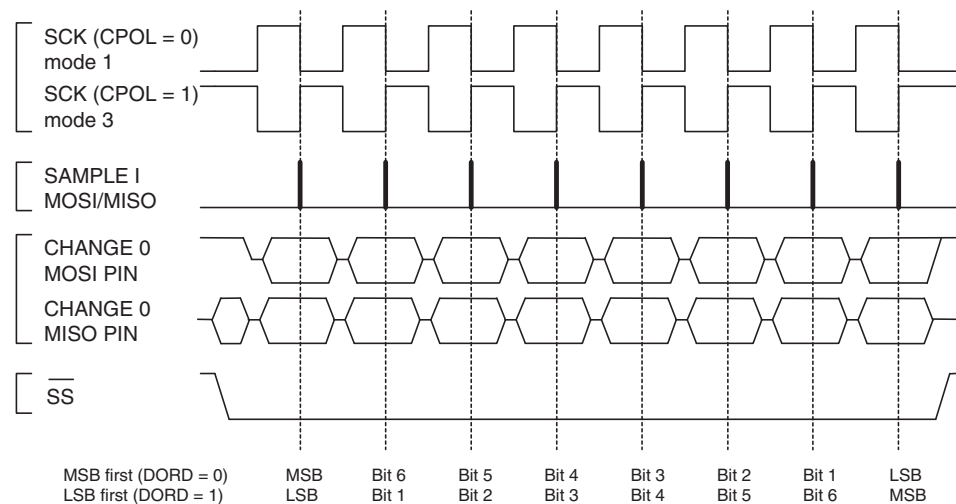 SCK (CPOL = 0)
mode 1
SCK (CPOL = 1)
mode 3
SAMPLE I
MOSI/MISO
CHANGE 0
MOSI PIN
CHANGE 0
MISO PIN
SS
MSB first (DORD = 0) MSB Bit 6 Bit 5 Bit 4 Bit 3 Bit 2 Bit 1 LSB
LSB first (DORD = 1) LSB Bit 1 Bit 2 Bit 3 Bit 4 Bit 5 Bit 6 MSB